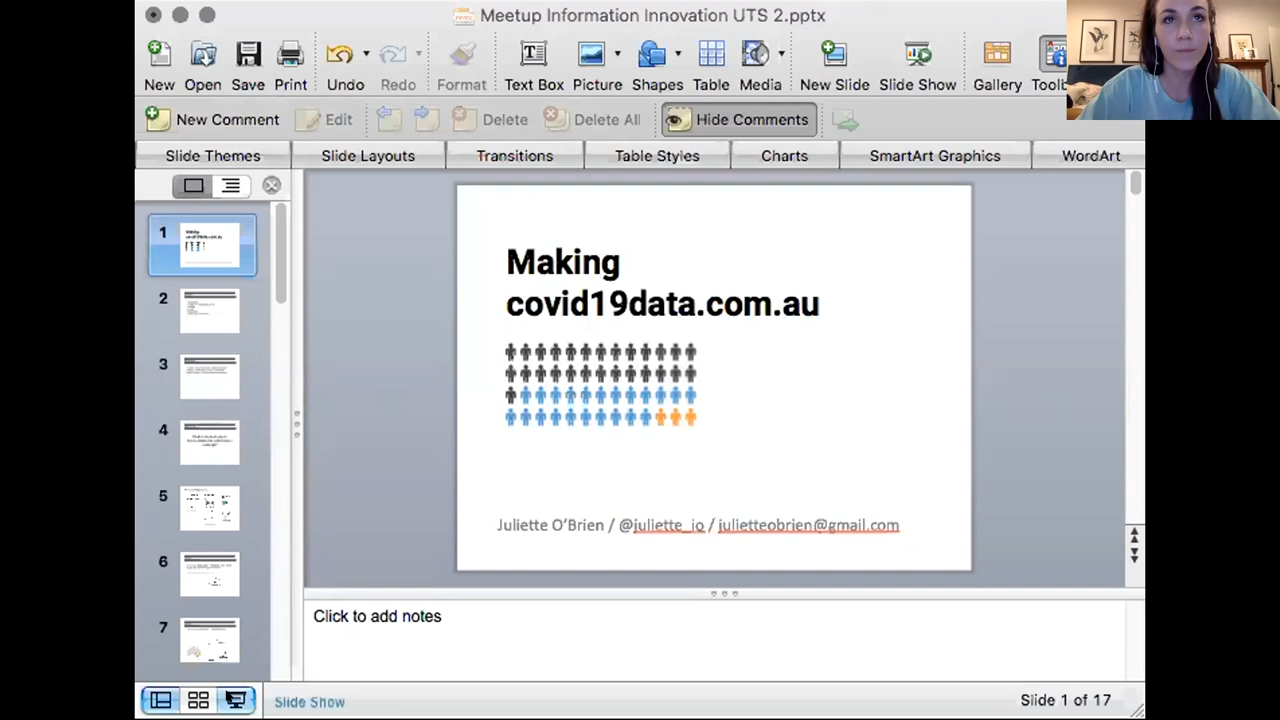 Meetup Information Innovation UTS 2.pptx
New Open Save Print Undo Redo Format Text Box Picture Shapes Table Media New Slide Slide Show Gallery Toolb
New Comment Edit Delete Delete All Hide Comments
Slide Themes Slide Layouts Transitions Table Styles Charts SmartArt Graphics WordArt
1
2
3
4
5
6
7
Making
covid19data.com.au
Juliette O’Brien / @juliette_io / julietteobrien@gmail.com
Click to add notes
Slide Show
Slide 1 of 17